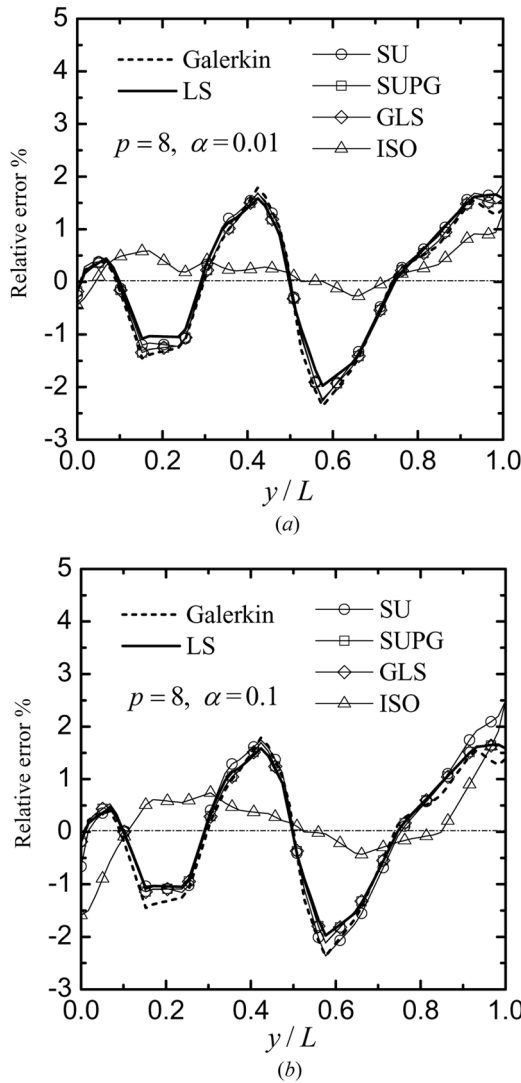 5
4
3
2
1
0
-1
-2
-3
Relative error %
Galerkin
LS
p = 8, α = 0.01
SU
SUPG
GLS
ISO
0.0 0.2 0.4 0.6 0.8 1.0
y / L
(a)
5
4
3
2
1
0
-1
-2
-3
Relative error %
Galerkin
LS
p = 8, α = 0.1
SU
SUPG
GLS
ISO
0.0 0.2 0.4 0.6 0.8 1.0
y / L
(b)